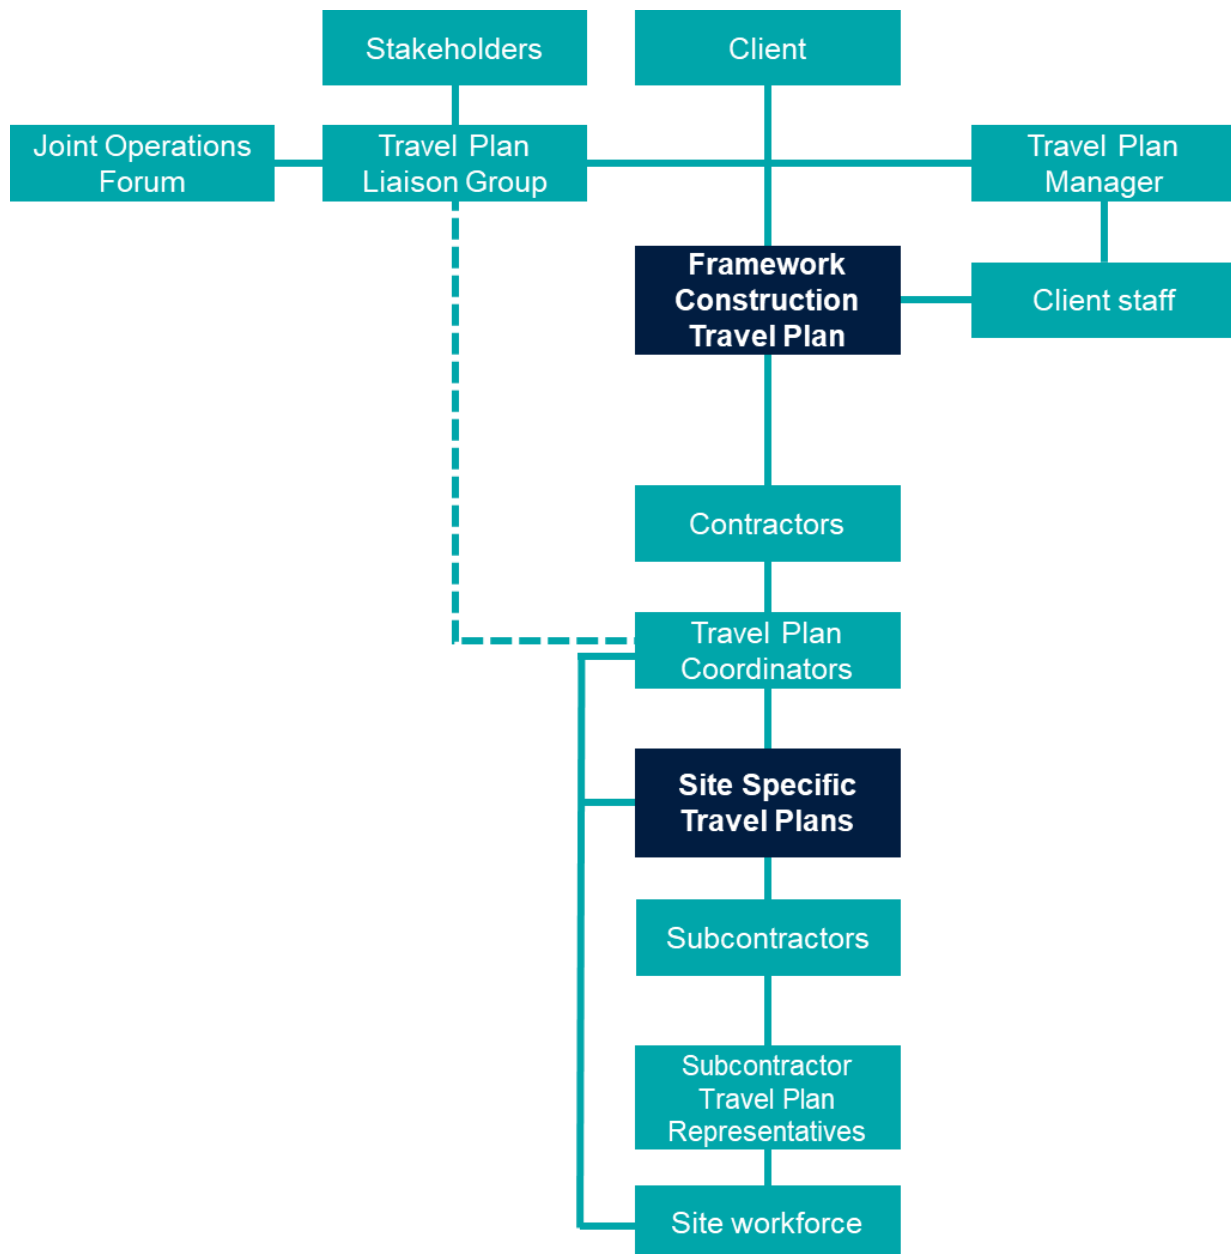 Stakeholders
Client
Joint Operations
Forum
Travel Plan
Liaison Group
Travel Plan
Manager
Framework
Construction
Travel Plan
Client staff
Contractors
Travel Plan
Coordinators
Site Specific
Travel Plans
Subcontractors
Subcontractor
Travel Plan
Representatives
Site workforce